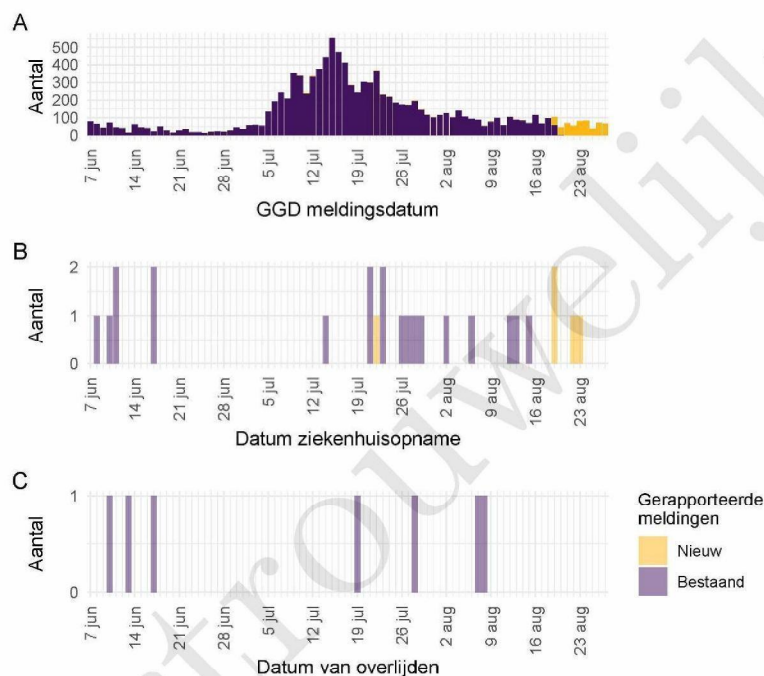 A
Aantal
500
400
300
200
100
0
7 jun 14 jun 21 jun 28 jun 5 jul 12 jul 19 jul 26 jul 2 aug 9 aug 16 aug 23 aug
GGD meldingsdatum
B
Aantal
2
1
0
7 jun 14 jun 21 jun 28 jun 5 jul 12 jul 19 jul 26 jul 2 aug 9 aug 16 aug 23 aug
Datum ziekenhuisopname
C
Aantal
1
0
7 jun 14 jun 21 jun 28 jun 5 jul 12 jul 19 jul 26 jul 2 aug 9 aug 16 aug 23 aug
Datum van overlijden
Gerapporteerde
meldingen
Nieuw
Bestaand
trouwelij